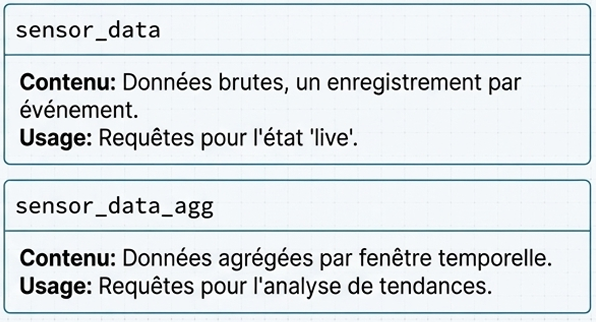 sensor_data
Contenu: Données brutes, un enregistrement par
événement.
Usage: Requêtes pour l'état 'live'.
sensor_data_agg
Contenu: Données agrégées par fenêtre temporelle.
Usage: Requêtes pour l'analyse de tendances.